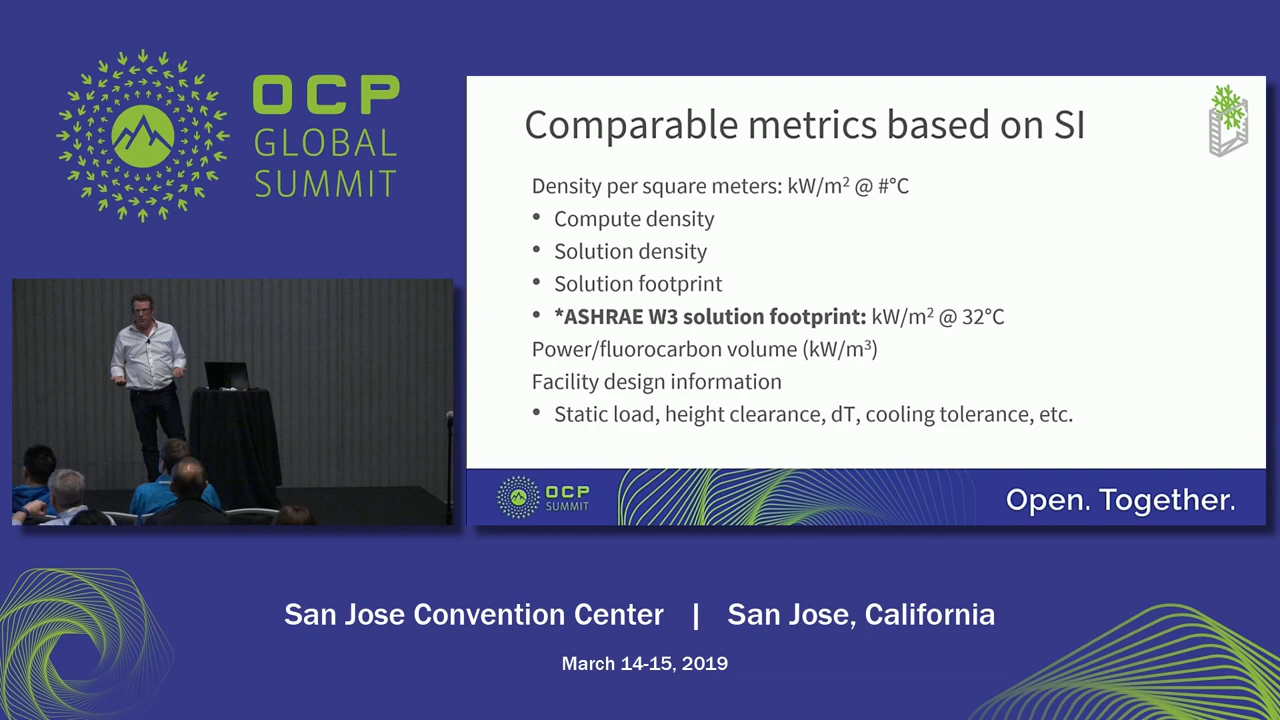 OCP
GLOBAL
SUMMIT
Comparable metrics based on SI
Density per square meters: kW/m² @ #°C
• Compute density
• Solution density
• Solution footprint
• *ASHRAE W3 solution footprint: kW/m² @ 32°C
Power/fluorocarbon volume (kW/m³)
Facility design information
• Static load, height clearance, dT, cooling tolerance, etc.
OCP
SUMMIT
Open. Together.
San Jose Convention Center | San Jose, California
March 14-15, 2019